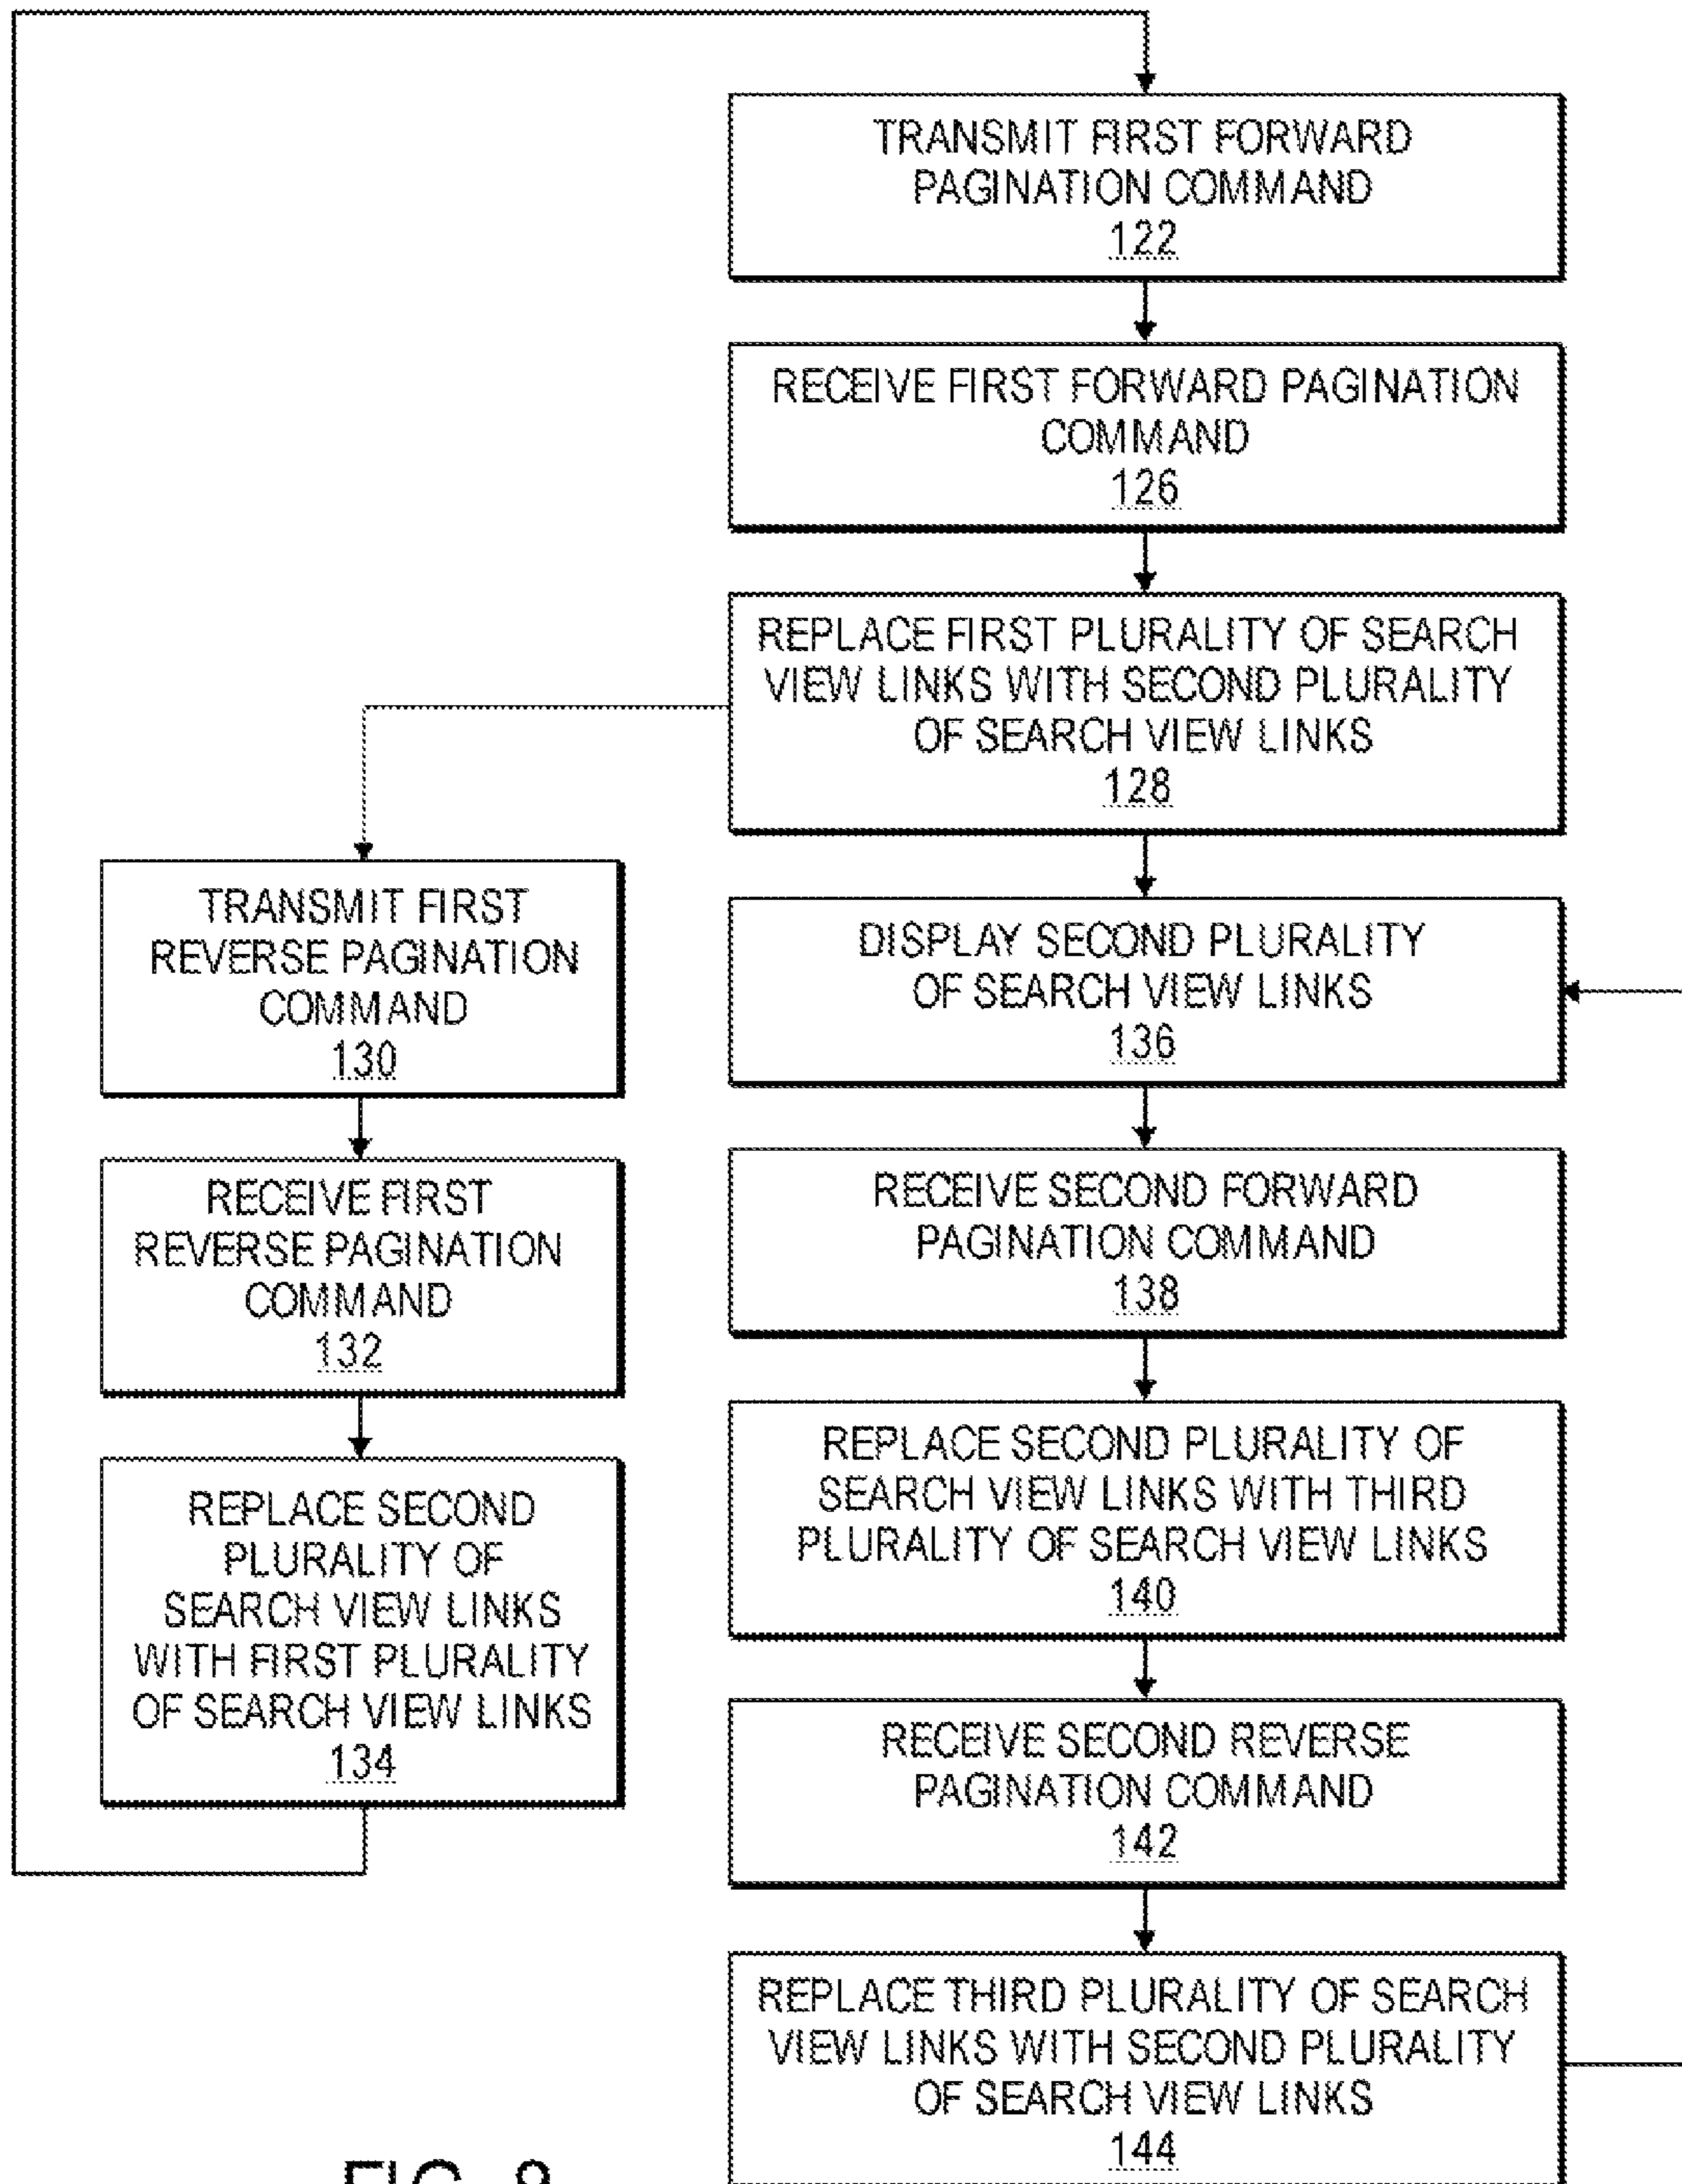 TRANSMIT FIRST FORWARD
PAGINATION COMMAND
122
RECEIVE FIRST FORWARD PAGINATION
COMMAND
126
REPLACE FIRST PLURALITY OF SEARCH
VIEW LINKS WITH SECOND PLURALITY
OF SEARCH VIEW LINKS
128
TRANSMIT FIRST
REVERSE PAGINATION
COMMAND
130
RECEIVE FIRST
REVERSE PAGINATION
COMMAND
132
REPLACE SECOND
PLURALITY OF
SEARCH VIEW LINKS
WITH FIRST PLURALITY
OF SEARCH VIEW LINKS
134
DISPLAY SECOND PLURALITY
OF SEARCH VIEW LINKS
136
RECEIVE SECOND FORWARD
PAGINATION COMMAND
138
REPLACE SECOND PLURALITY OF
SEARCH VIEW LINKS WITH THIRD
PLURALITY OF SEARCH VIEW LINKS
140
RECEIVE SECOND REVERSE
PAGINATION COMMAND
142
REPLACE THIRD PLURALITY OF SEARCH
VIEW LINKS WITH SECOND PLURALITY
OF SEARCH VIEW LINKS
144
FIG. 8